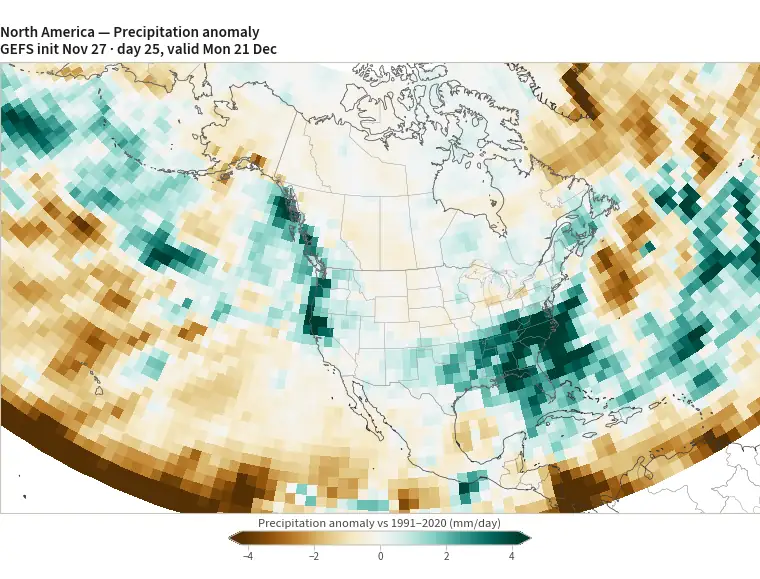 North America — Precipitation anomaly
GEFS init Nov 27 · day 25, valid Mon 21 Dec
Precipitation anomaly vs 1991–2020 (mm/day)
−4 −2 0 2 4